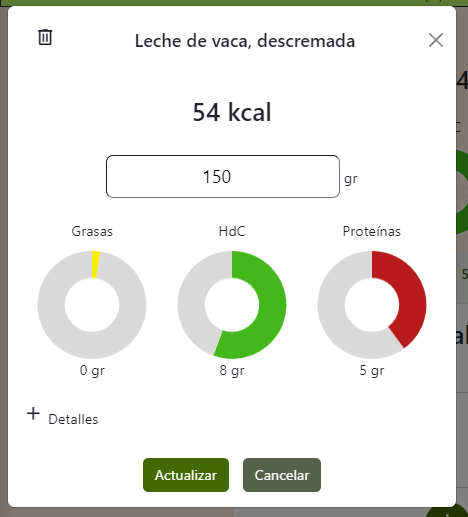 Leche de vaca, descremada
54 kcal
150 gr
Grasas HdC Proteínas
0 gr 8 gr 5 gr
+ Detalles
Actualizar Cancelar